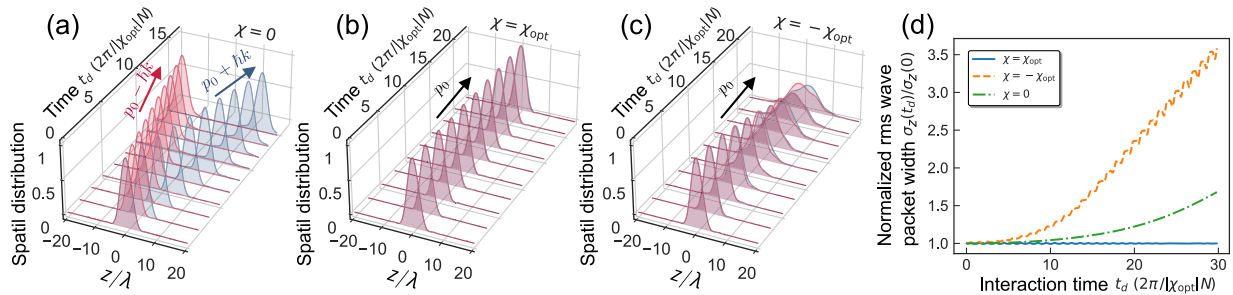 (a)
χ = 0
Time t_d (2π/|χ_opt|N)
0
5
10
15
p_0 − ħk
p_0 + ħk
Spatil distribution
0
0.5
1
−20
−10
0
10
20
z/λ
(b)
χ = χ_opt
Time t_d (2π/|χ_opt|N)
0
5
10
15
20
p_0
Spatil distribution
0
0.5
1
−20
−10
0
10
20
z/λ
(c)
χ = − χ_opt
Time t_d (2π/|χ_opt|N)
0
5
10
15
20
p_0
Spatil distribution
0
0.5
1
−20
−10
0
10
20
z/λ
(d)
Normalized rms wave
packet width σ_Z(t_d)/σ_Z(0)
3.5
3.0
2.5
2.0
1.5
1.0
χ = χ_opt
χ = − χ_opt
χ = 0
0
10
20
30
Interaction time t_d (2π/|χ_opt|N)